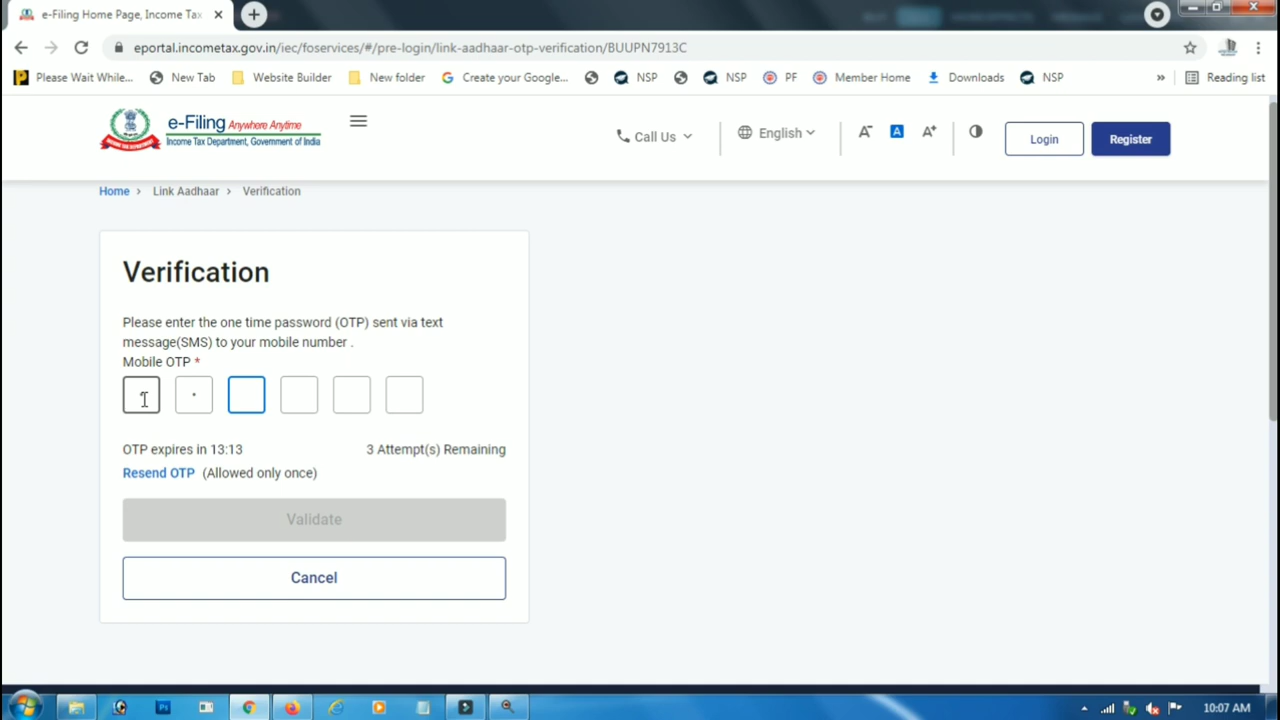 e-Filing Home Page, Income Tax
eportal.incometax.gov.in/iec/foservices/#/pre-login/link-aadhaar-otp-verification/BUUPN7913C
Please Wait While... New Tab Website Builder New folder Create your Google... NSP NSP PF Member Home Downloads NSP » Reading list
e-Filing Anywhere Anytime
Income Tax Department, Government of India
Call Us English A- A A+ Login Register
Home > Link Aadhaar > Verification
Verification
Please enter the one time password (OTP) sent via text
message(SMS) to your mobile number .
Mobile OTP *
OTP expires in 13:13 3 Attempt(s) Remaining
Resend OTP (Allowed only once)
Validate
Cancel
10:07 AM